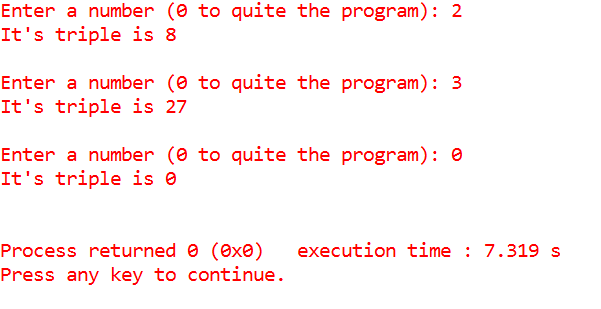 Enter a number (0 to quite the program): 2
It's triple is 8
Enter a number (0 to quite the program): 3
It's triple is 27
Enter a number (0 to quite the program): 0
It's triple is 0
Process returned 0 (0x0)   execution time : 7.319 s
Press any key to continue.